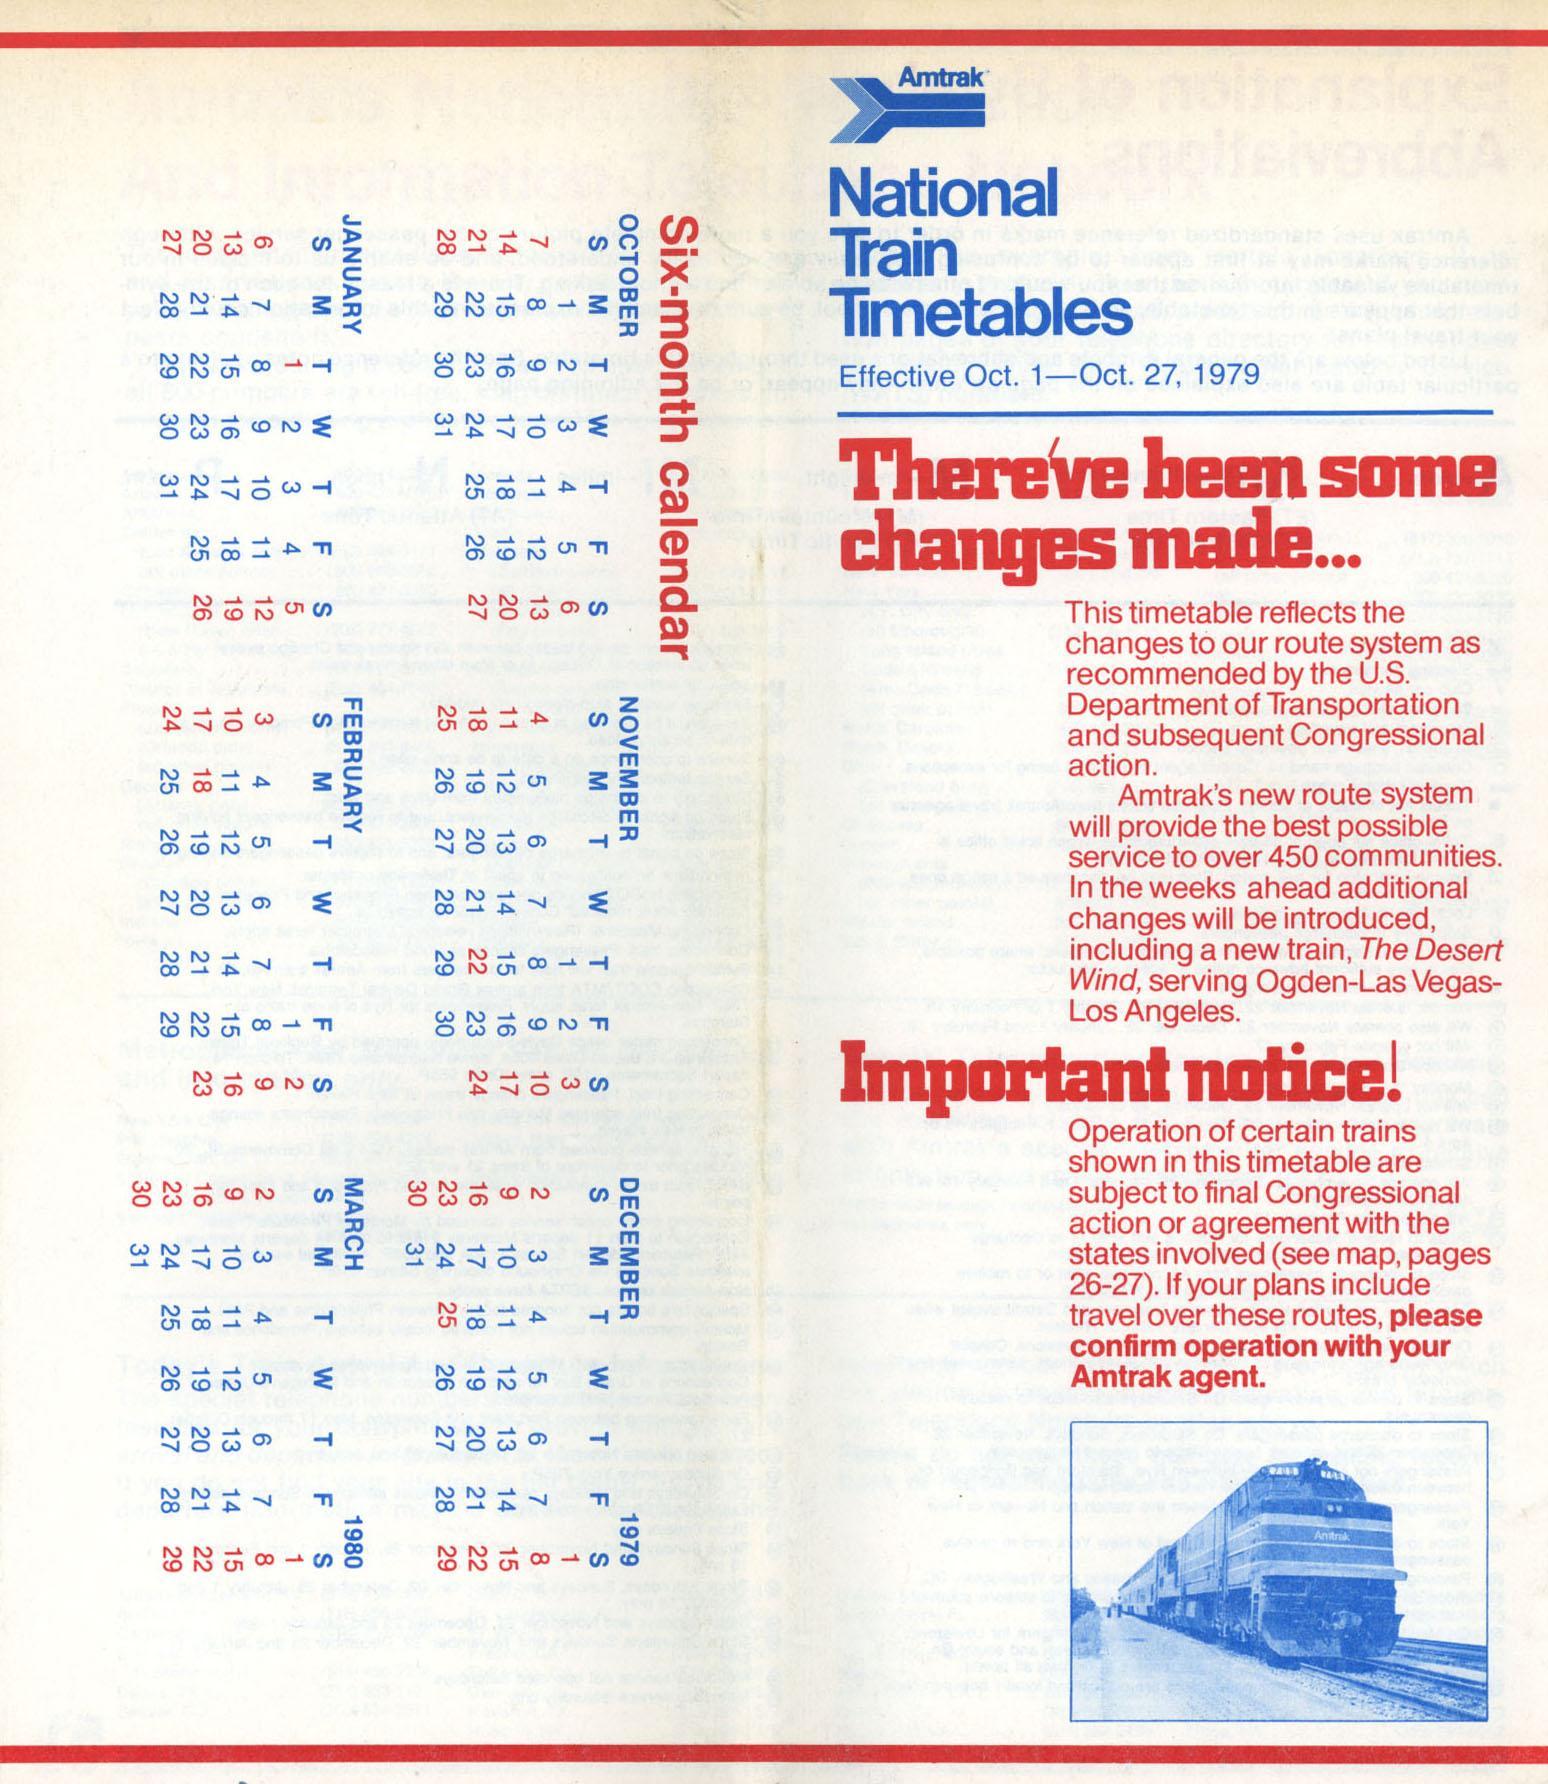 Amtrak
National
Train
Timetables
Effective Oct. 1—Oct. 27, 1979
There've been some
changes made...
This timetable reflects the
changes to our route system as
recommended by the U.S.
Department of Transportation
and subsequent Congressional
action.
Amtrak's new route system
will provide the best possible
service to over 450 communities.
In the weeks ahead additional
changes will be introduced,
including a new train, The Desert
Wind, serving Ogden-Las Vegas-
Los Angeles.
Important notice!
Operation of certain trains
shown in this timetable are
subject to final Congressional
action or agreement with the
states involved (see map, pages
26-27). If your plans include
travel over these routes, please
confirm operation with your
Amtrak agent.
Amtrak
Six-month calendar
OCTOBER NOVEMBER DECEMBER 1979
S M T W T F S S M T W T F S S M T W T F S
1 2 3 4 5 6 1 2 3 1
7 8 9 10 11 12 13 4 5 6 7 8 9 10 2 3 4 5 6 7 8
14 15 16 17 18 19 20 11 12 13 14 15 16 17 9 10 11 12 13 14 15
21 22 23 24 25 26 27 18 19 20 21 22 23 24 16 17 18 19 20 21 22
28 29 30 31 25 26 27 28 29 30 23 24 25 26 27 28 29
30 31
JANUARY FEBRUARY MARCH 1980
S M T W T F S S M T W T F S S M T W T F S
1 2 3 4 5 1 2 1
6 7 8 9 10 11 12 3 4 5 6 7 8 9 2 3 4 5 6 7 8
13 14 15 16 17 18 19 10 11 12 13 14 15 16 9 10 11 12 13 14 15
20 21 22 23 24 25 26 17 18 19 20 21 22 23 16 17 18 19 20 21 22
27 28 29 30 31 24 25 26 27 28 29 23 24 25 26 27 28 29
30 31